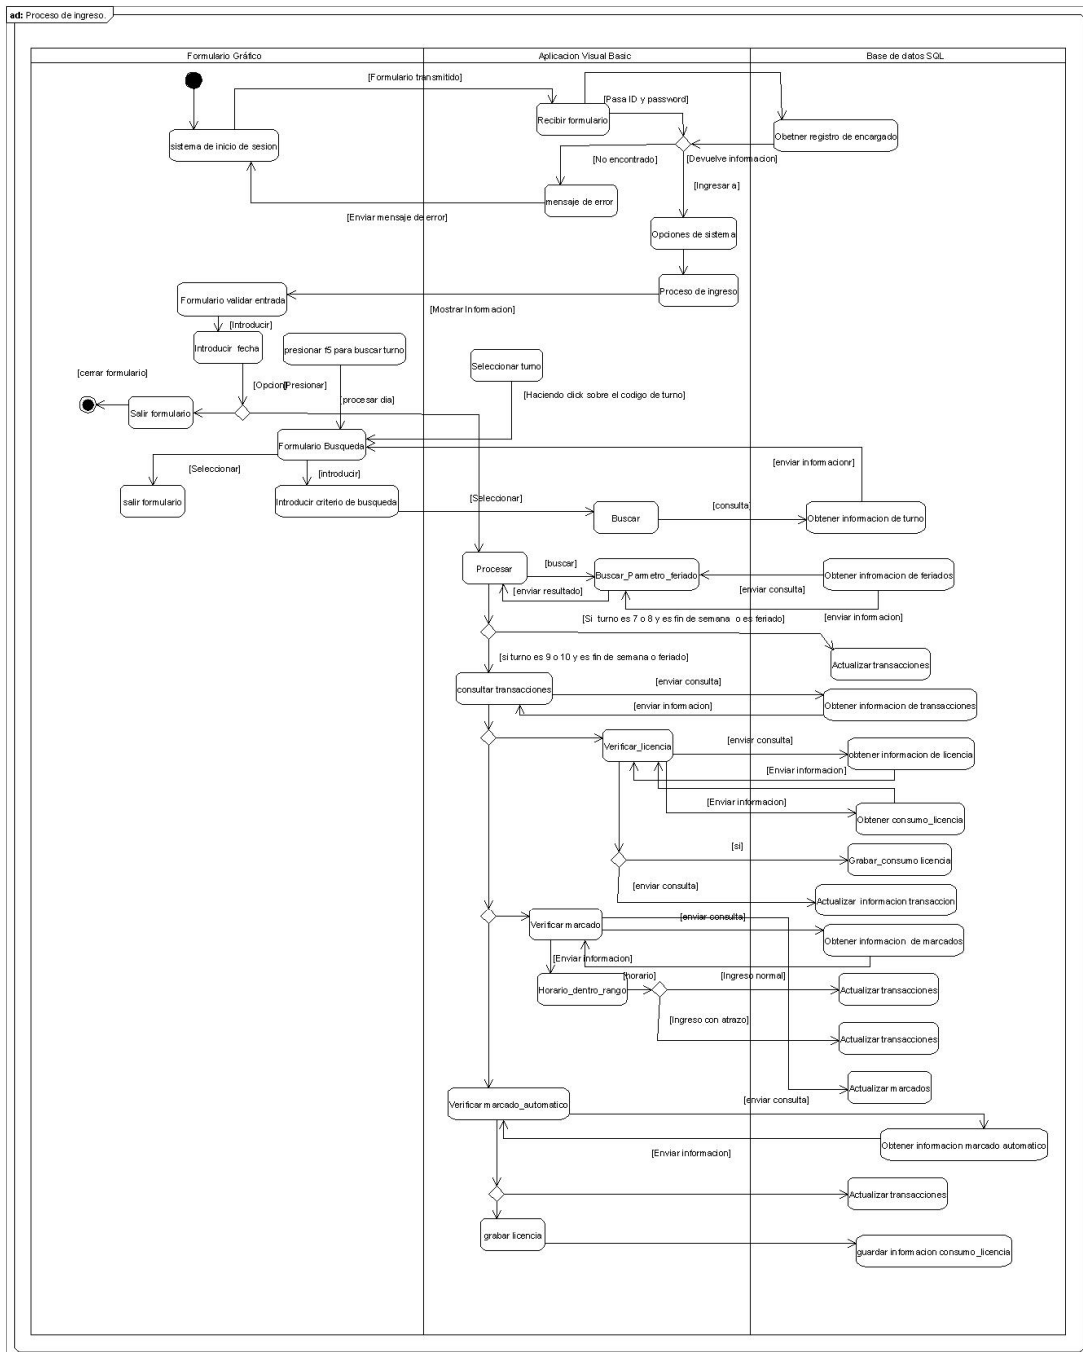 ad: Proceso de ingreso.
Formulario Gráfico
Aplicacion Visual Basic
Base de datos SQL
[Formulario transmitido]
[Pasa ID y password]
Recibir formulario
sistema de inicio de sesion
Obetner registro de encargado
[No encontrado]
[Devuelve informacion]
[Ingresar a]
mensaje de error
[Enviar mensaje de error]
Opciones de sistema
Proceso de ingreso
Formulario validar entrada
[Mostrar Informacion]
[Introducir]
Introducir fecha
presionar f5 para buscar turno
Seleccionar turno
[cerrar formulario]
[Opcion]
[Presionar]
[procesar dia]
[Haciendo click sobre el codigo de turno]
Salir formulario
Formulario Busqueda
[enviar informacionr]
[Seleccionar]
[introducir]
salir formulario
Introducir criterio de busqueda
[Seleccionar]
[consulta]
Buscar
Obtener informacion de turno
[buscar]
Procesar
Buscar_Parmetro_feriado
Obtener infromacion de feriados
[enviar resultado]
[enviar consulta]
[Si turno es 7 o 8 y es fin de semana o es feriado]
[enviar informacion]
[si turno es 9 o 10 y es fin de semana o feriado]
Actualizar transacciones
[enviar consulta]
consultar transacciones
[enviar informacion]
Obtener informacion de transacciones
[enviar consulta]
Verificar_licencia
obtener informacion de licencia
[Enviar informacion]
[Enviar informacion]
Obtener consumo_licencia
[si]
Grabar_consumo licencia
[enviar consulta]
Actualizar informacion transaccion
[enviar consulta]
Verificar marcado
Obtener informacion de marcados
[Enviar informacion]
[horario]
[Ingreso normal]
Horario_dentro_rango
Actualizar transacciones
[Ingreso con atrazo]
Actualizar transacciones
Actualizar marcados
[enviar consulta]
Verificar marcado_automatico
Obtener informacion marcado automatico
[Enviar informacion]
Actualizar transacciones
grabar licencia
guardar informacion consumo_licencia